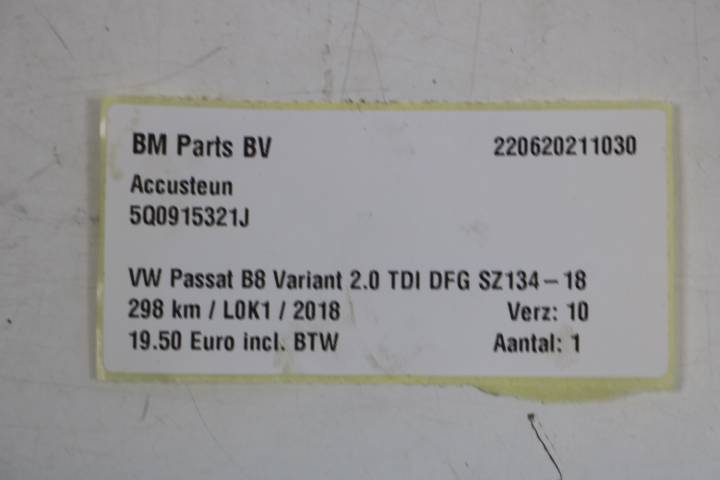 BM Parts BV 220620211030
Accusteun
5Q0915321J
VW Passat B8 Variant 2.0 TDI DFG SZ134-18
298 km / L0K1 / 2018 Verz: 10
19.50 Euro incl. BTW Aantal: 1